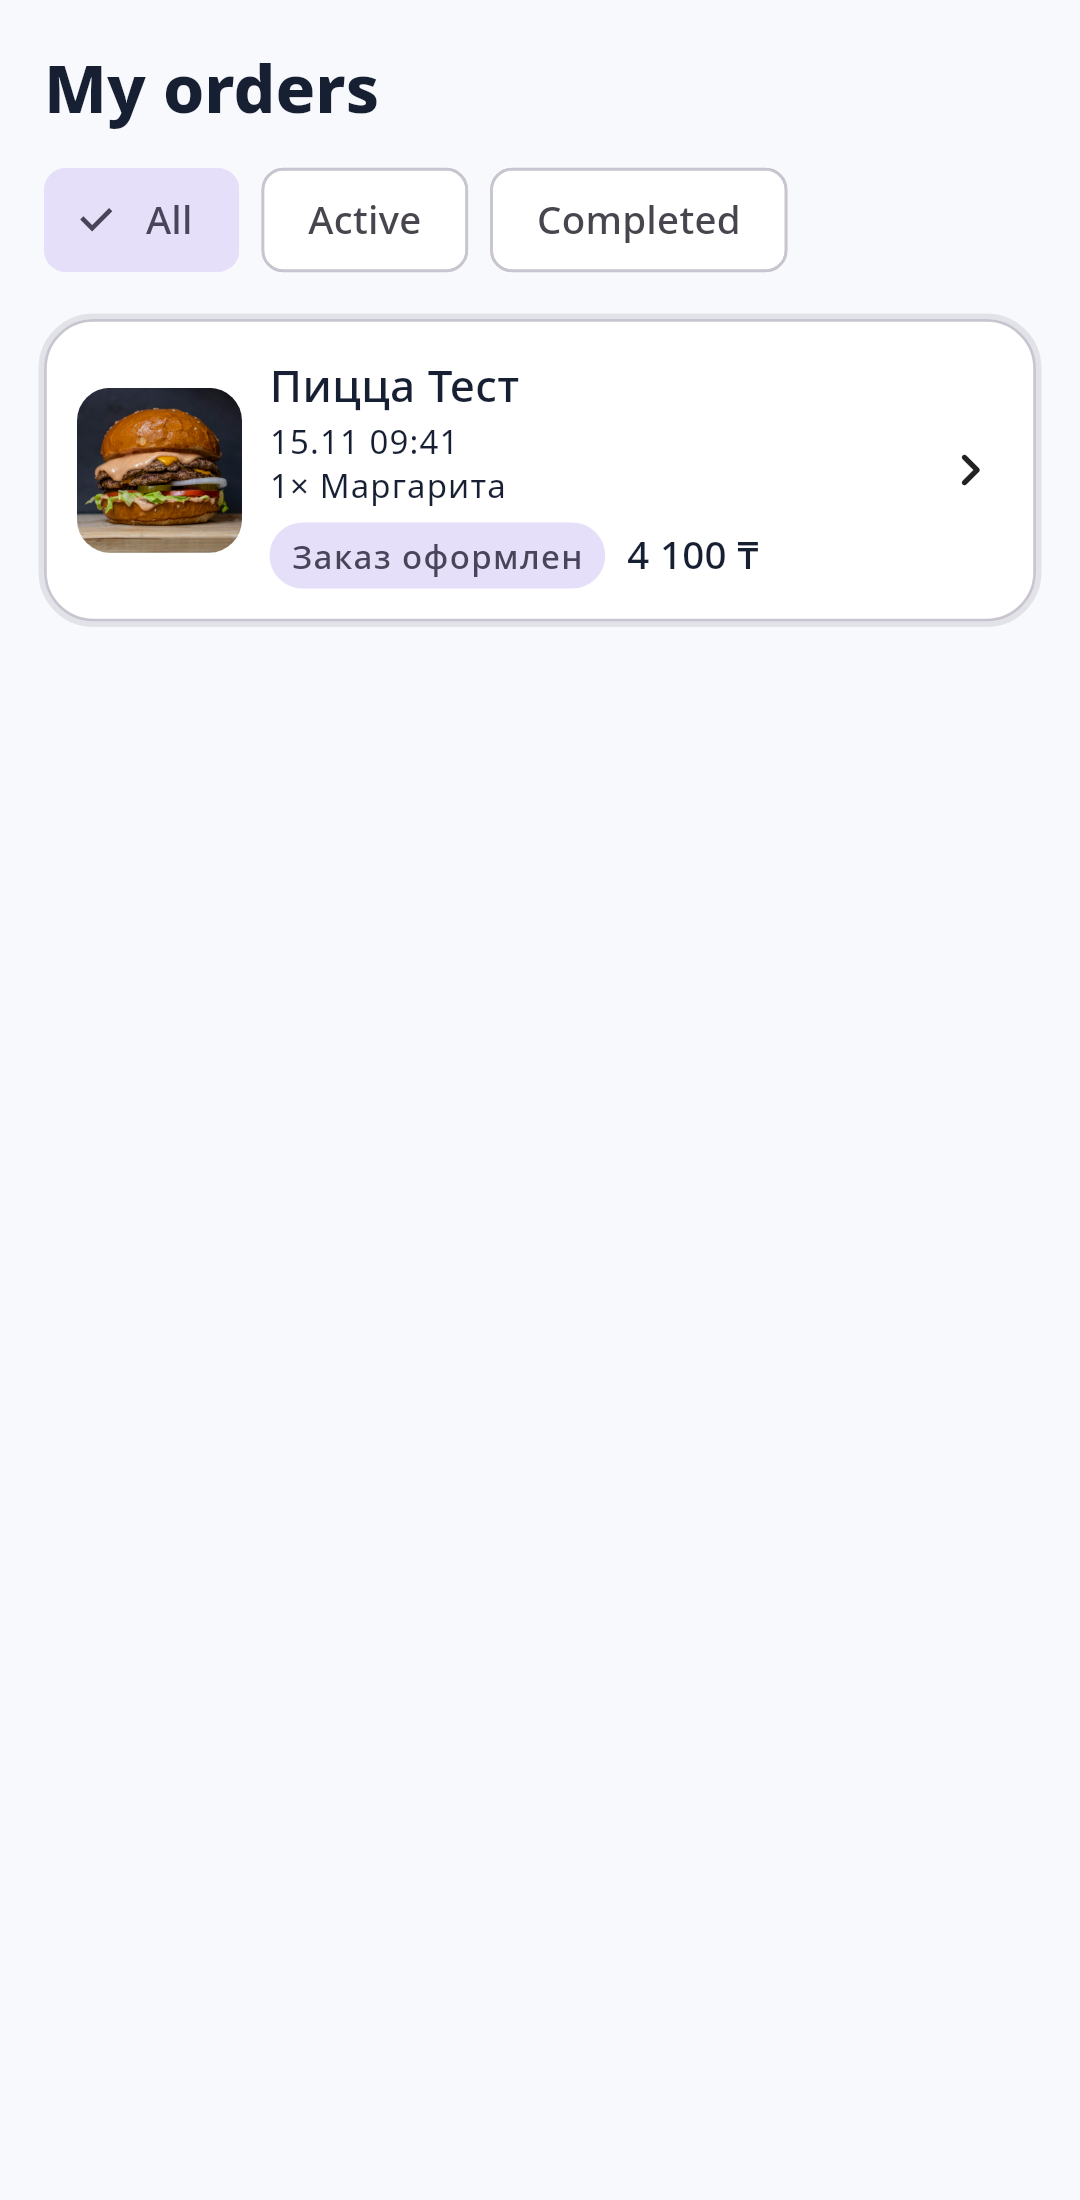 My orders
All
Active
Completed
Пицца Тест
15.11 09:41
1× Маргарита
Заказ оформлен
4 100 ₸